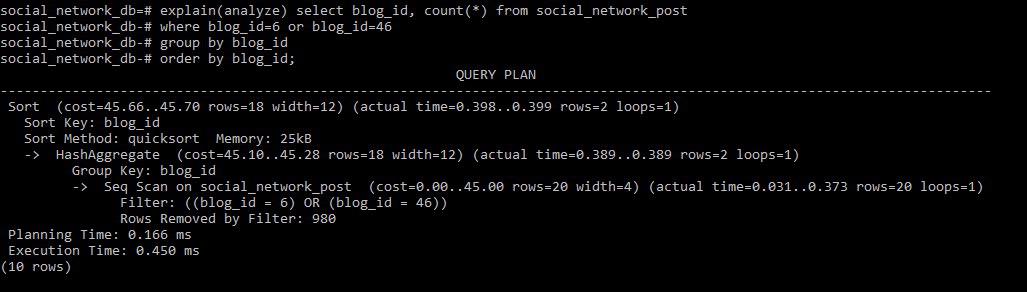 social_network_db=# explain(analyze) select blog_id, count(*) from social_network_post
social_network_db-# where blog_id=6 or blog_id=46
social_network_db-# group by blog_id
social_network_db-# order by blog_id;
QUERY PLAN
----------------------------------------------------------------------------------------------------------------------------
Sort  (cost=45.66..45.70 rows=18 width=12) (actual time=0.398..0.399 rows=2 loops=1)
  Sort Key: blog_id
  Sort Method: quicksort  Memory: 25kB
  ->  HashAggregate  (cost=45.10..45.28 rows=18 width=12) (actual time=0.389..0.389 rows=2 loops=1)
        Group Key: blog_id
        ->  Seq Scan on social_network_post  (cost=0.00..45.00 rows=20 width=4) (actual time=0.031..0.373 rows=20 loops=1)
              Filter: ((blog_id = 6) OR (blog_id = 46))
              Rows Removed by Filter: 980
Planning Time: 0.166 ms
Execution Time: 0.450 ms
(10 rows)